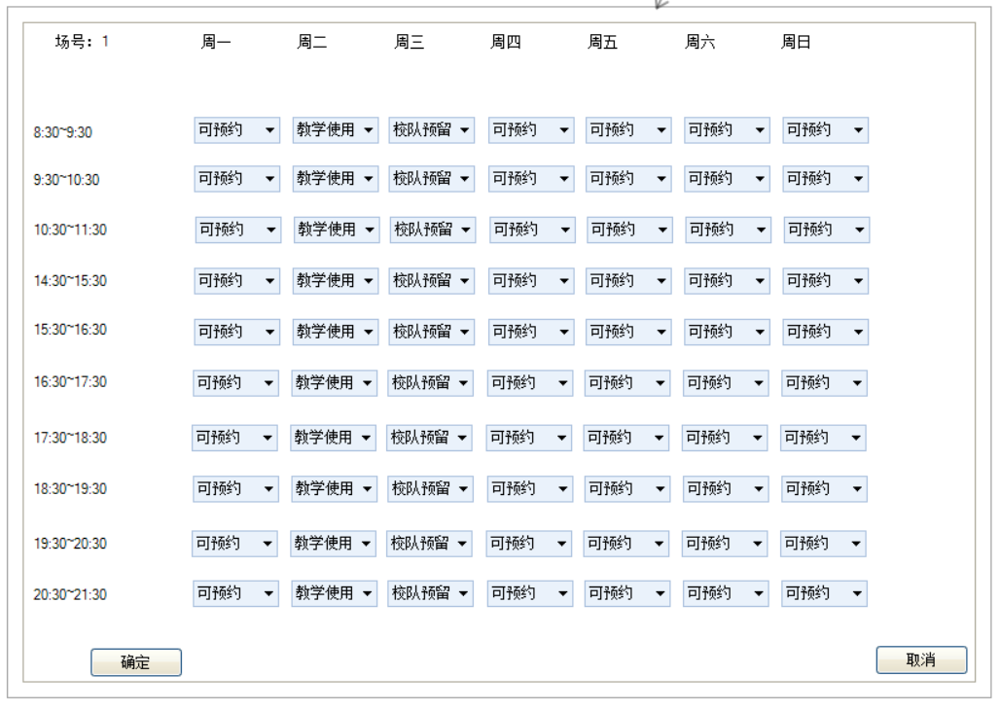 场号：1 周一 周二 周三 周四 周五 周六 周日
8:30~9:30 可预约 教学使用 校队预留 可预约 可预约 可预约 可预约
9:30~10:30 可预约 教学使用 校队预留 可预约 可预约 可预约 可预约
10:30~11:30 可预约 教学使用 校队预留 可预约 可预约 可预约 可预约
14:30~15:30 可预约 教学使用 校队预留 可预约 可预约 可预约 可预约
15:30~16:30 可预约 教学使用 校队预留 可预约 可预约 可预约 可预约
16:30~17:30 可预约 教学使用 校队预留 可预约 可预约 可预约 可预约
17:30~18:30 可预约 教学使用 校队预留 可预约 可预约 可预约 可预约
18:30~19:30 可预约 教学使用 校队预留 可预约 可预约 可预约 可预约
19:30~20:30 可预约 教学使用 校队预留 可预约 可预约 可预约 可预约
20:30~21:30 可预约 教学使用 校队预留 可预约 可预约 可预约 可预约
确定 取消